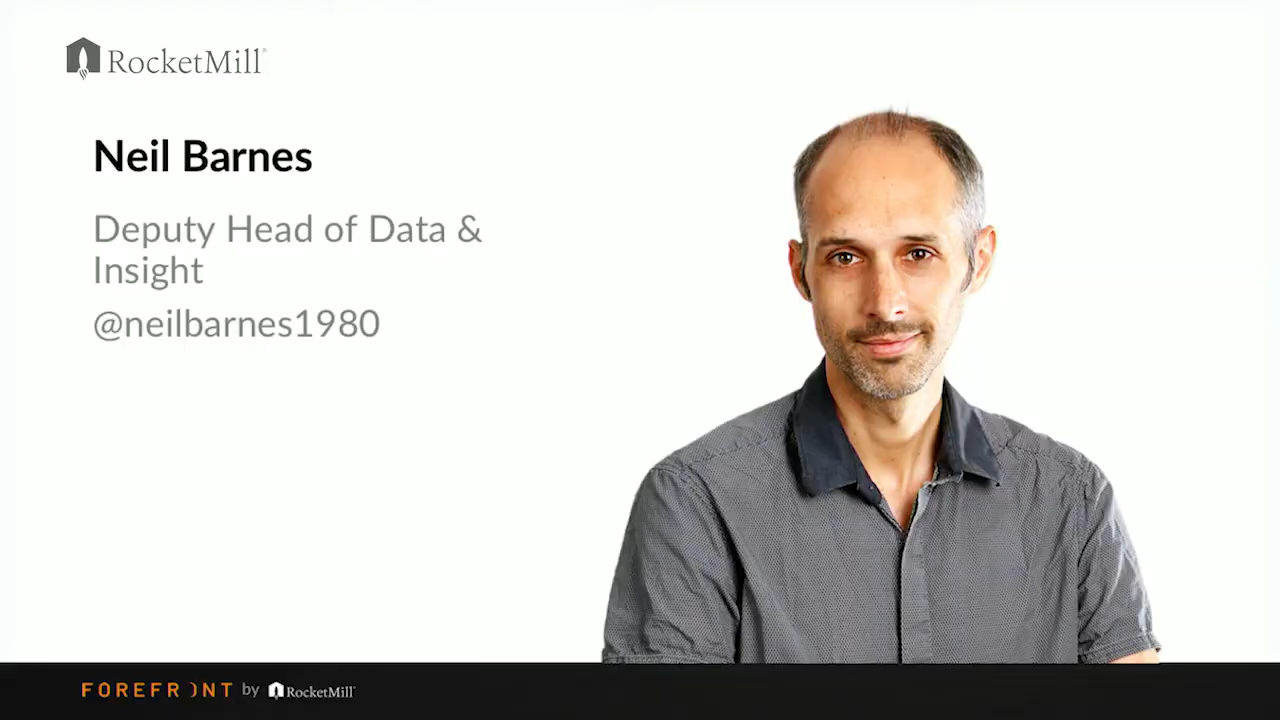 RocketMill
Neil Barnes
Deputy Head of Data &
Insight
@neilbarnes1980
FOREFRONT by RocketMill